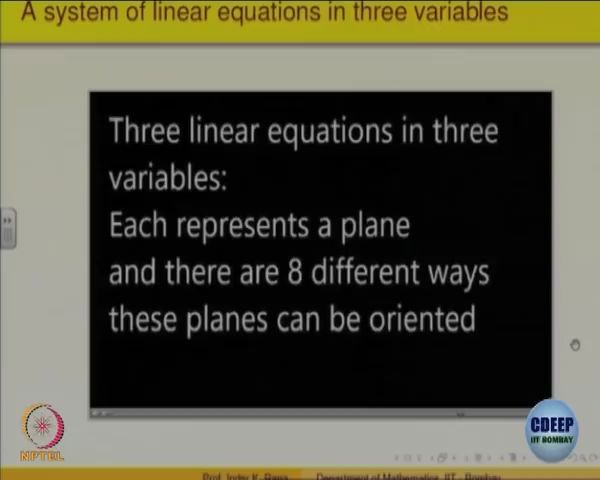 A system of linear equations in three variables
Three linear equations in three
variables:
Each represents a plane
and there are 8 different ways
these planes can be oriented
NPTEL
CDEEP
IIT BOMBAY